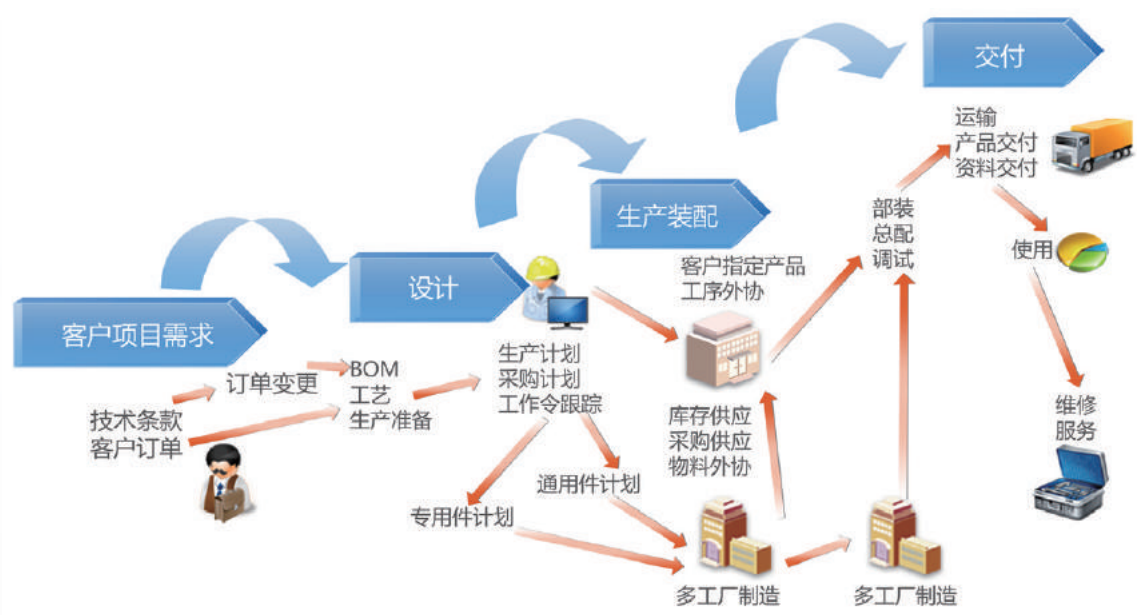 客户项目需求
技术条款
客户订单
订单变更
设计
BOM
工艺
生产准备
生产计划
采购计划
工作令跟踪
专用件计划
通用件计划
生产装配
客户指定产品
工序外协
库存供应
采购供应
物料外协
多工厂制造
多工厂制造
部装
总配
调试
交付
运输
产品交付
资料交付
使用
维修
服务